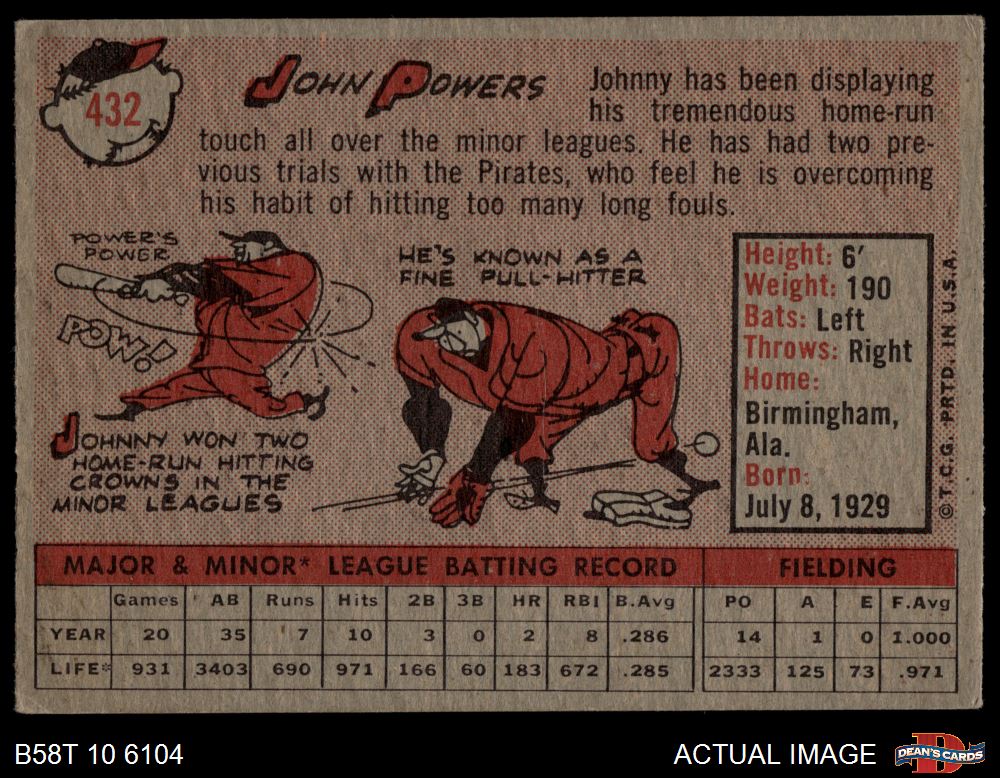 432
JOHN POWERS
Johnny has been displaying
his tremendous home-run
touch all over the minor leagues. He has had two pre-
vious trials with the Pirates, who feel he is overcoming
his habit of hitting too many long fouls.
POWER'S
POWER
POW!
JOHNNY WON TWO
HOME-RUN HITTING
CROWNS IN THE
MINOR LEAGUES
HE'S KNOWN AS A
FINE PULL-HITTER
Height: 6'
Weight: 190
Bats: Left
Throws: Right
Home:
Birmingham,
Ala.
Born:
July 8, 1929
©T.C.G. PRTD. IN U.S.A.
MAJOR & MINOR* LEAGUE BATTING RECORD FIELDING
Games AB Runs Hits 2B 3B HR RBI B.Avg PO A E F.Avg
YEAR 20 35 7 10 3 0 2 8 .286 14 1 0 1.000
LIFE* 931 3403 690 971 166 60 183 672 .285 2333 125 73 .971
B58T 10 6104 ACTUAL IMAGE DEAN'S CARDS